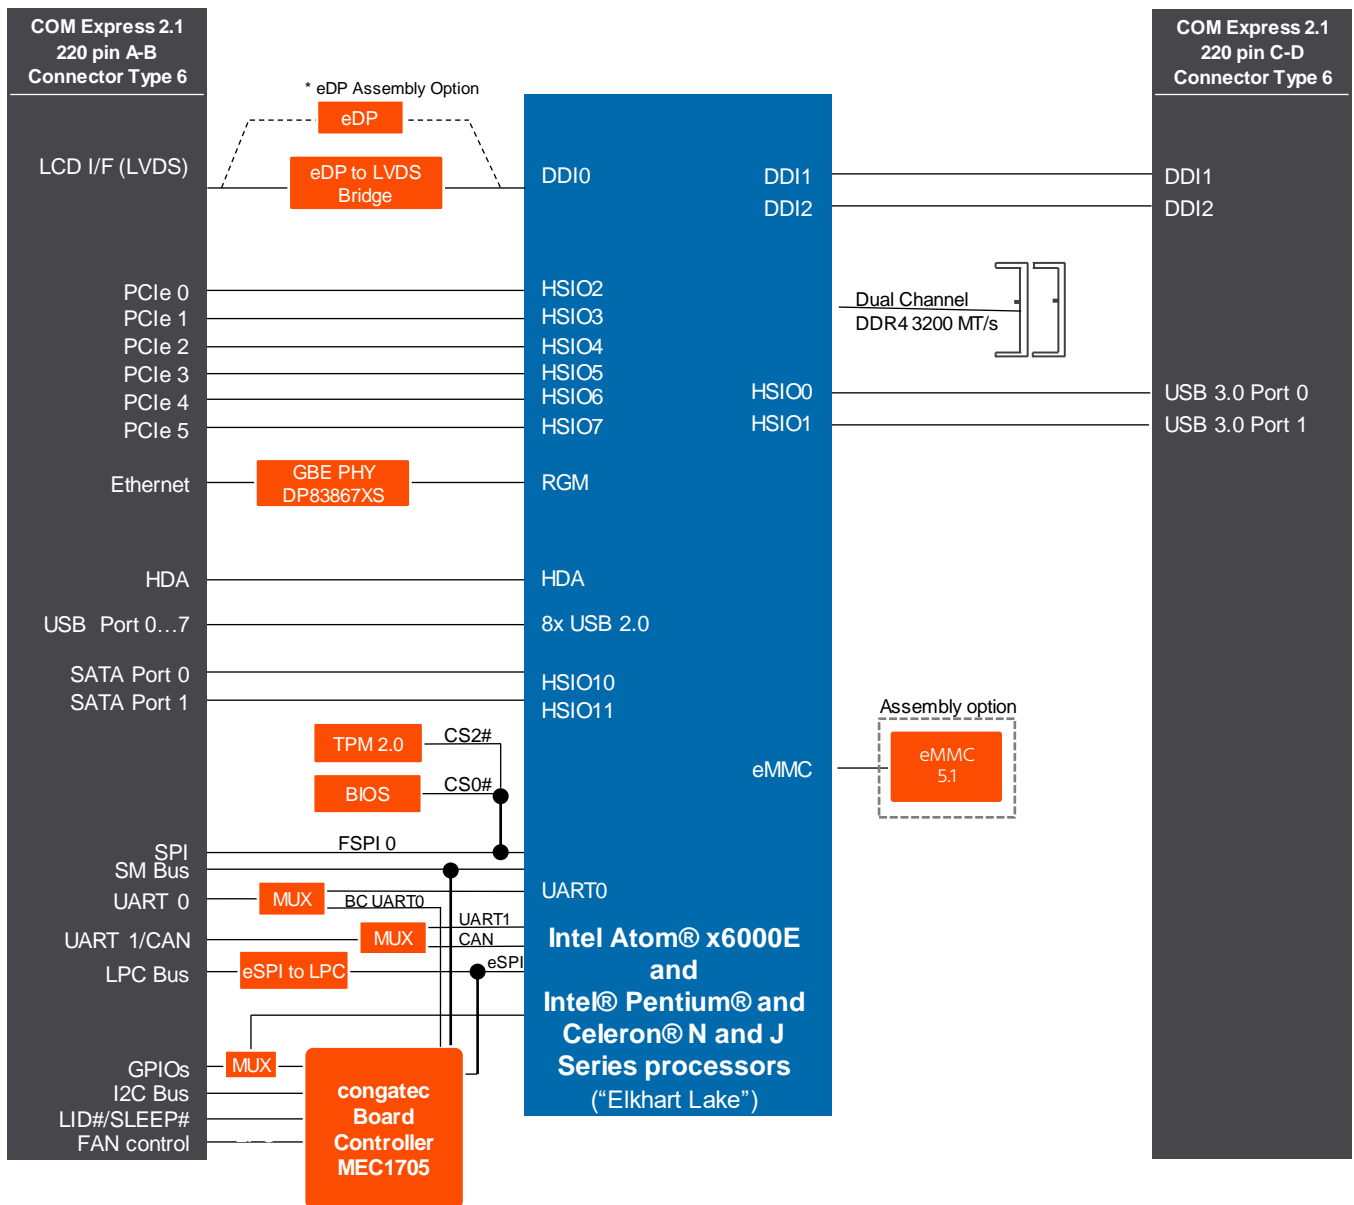 COM Express 2.1
220 pin A-B
Connector Type 6
LCD I/F (LVDS)
PCIe 0
PCIe 1
PCIe 2
PCIe 3
PCIe 4
PCIe 5
Ethernet
HDA
USB Port 0...7
SATA Port 0
SATA Port 1
SPI
SM Bus
UART 0
UART 1/CAN
LPC Bus
GPIOs
I2C Bus
LID#/SLEEP#
FAN control
* eDP Assembly Option
eDP
eDP to LVDS
Bridge
GBE PHY
DP83867XS
TPM 2.0
CS2#
BIOS
CS0#
FSPI 0
MUX
BC UART0
UART1
MUX
CAN
eSPI to LPC
eSPI
MUX
congatec
Board
Controller
MEC1705
DDI0
HSIO2
HSIO3
HSIO4
HSIO5
HSIO6
HSIO7
RGM
HDA
8x USB 2.0
HSIO10
HSIO11
UART0
DDI1
DDI2
HSIO0
HSIO1
eMMC
Intel Atom® x6000E
and
Intel® Pentium® and
Celeron® N and J
Series processors
(“Elkhart Lake”)
Dual Channel
DDR4 3200 MT/s
Assembly option
eMMC
5.1
COM Express 2.1
220 pin C-D
Connector Type 6
DDI1
DDI2
USB 3.0 Port 0
USB 3.0 Port 1